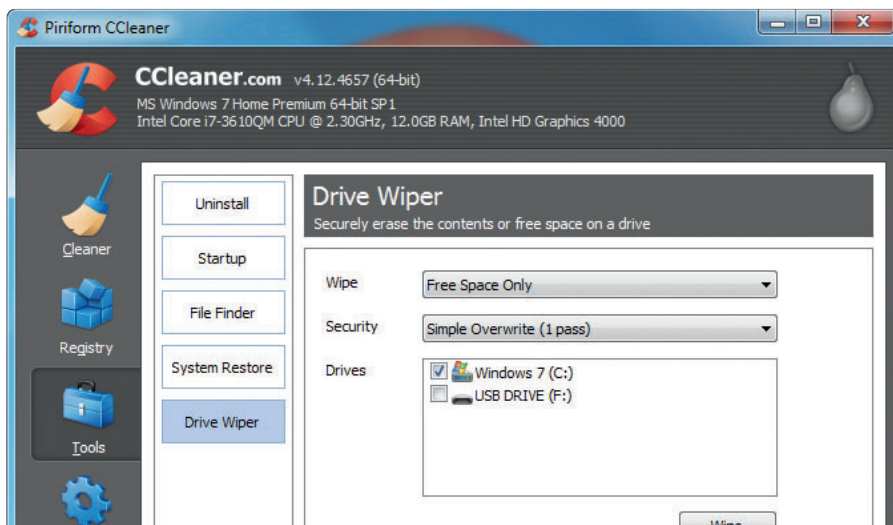 Piriform CCleaner
CCleaner.com v4.12.4657 (64-bit)
MS Windows 7 Home Premium 64-bit SP1
Intel Core i7-3610QM CPU @ 2.30GHz, 12.0GB RAM, Intel HD Graphics 4000
Cleaner
Registry
Tools
Uninstall
Startup
File Finder
System Restore
Drive Wiper
Drive Wiper
Securely erase the contents or free space on a drive
Wipe Free Space Only
Security Simple Overwrite (1 pass)
Drives Windows 7 (C:)
USB DRIVE (F:)
Wipe